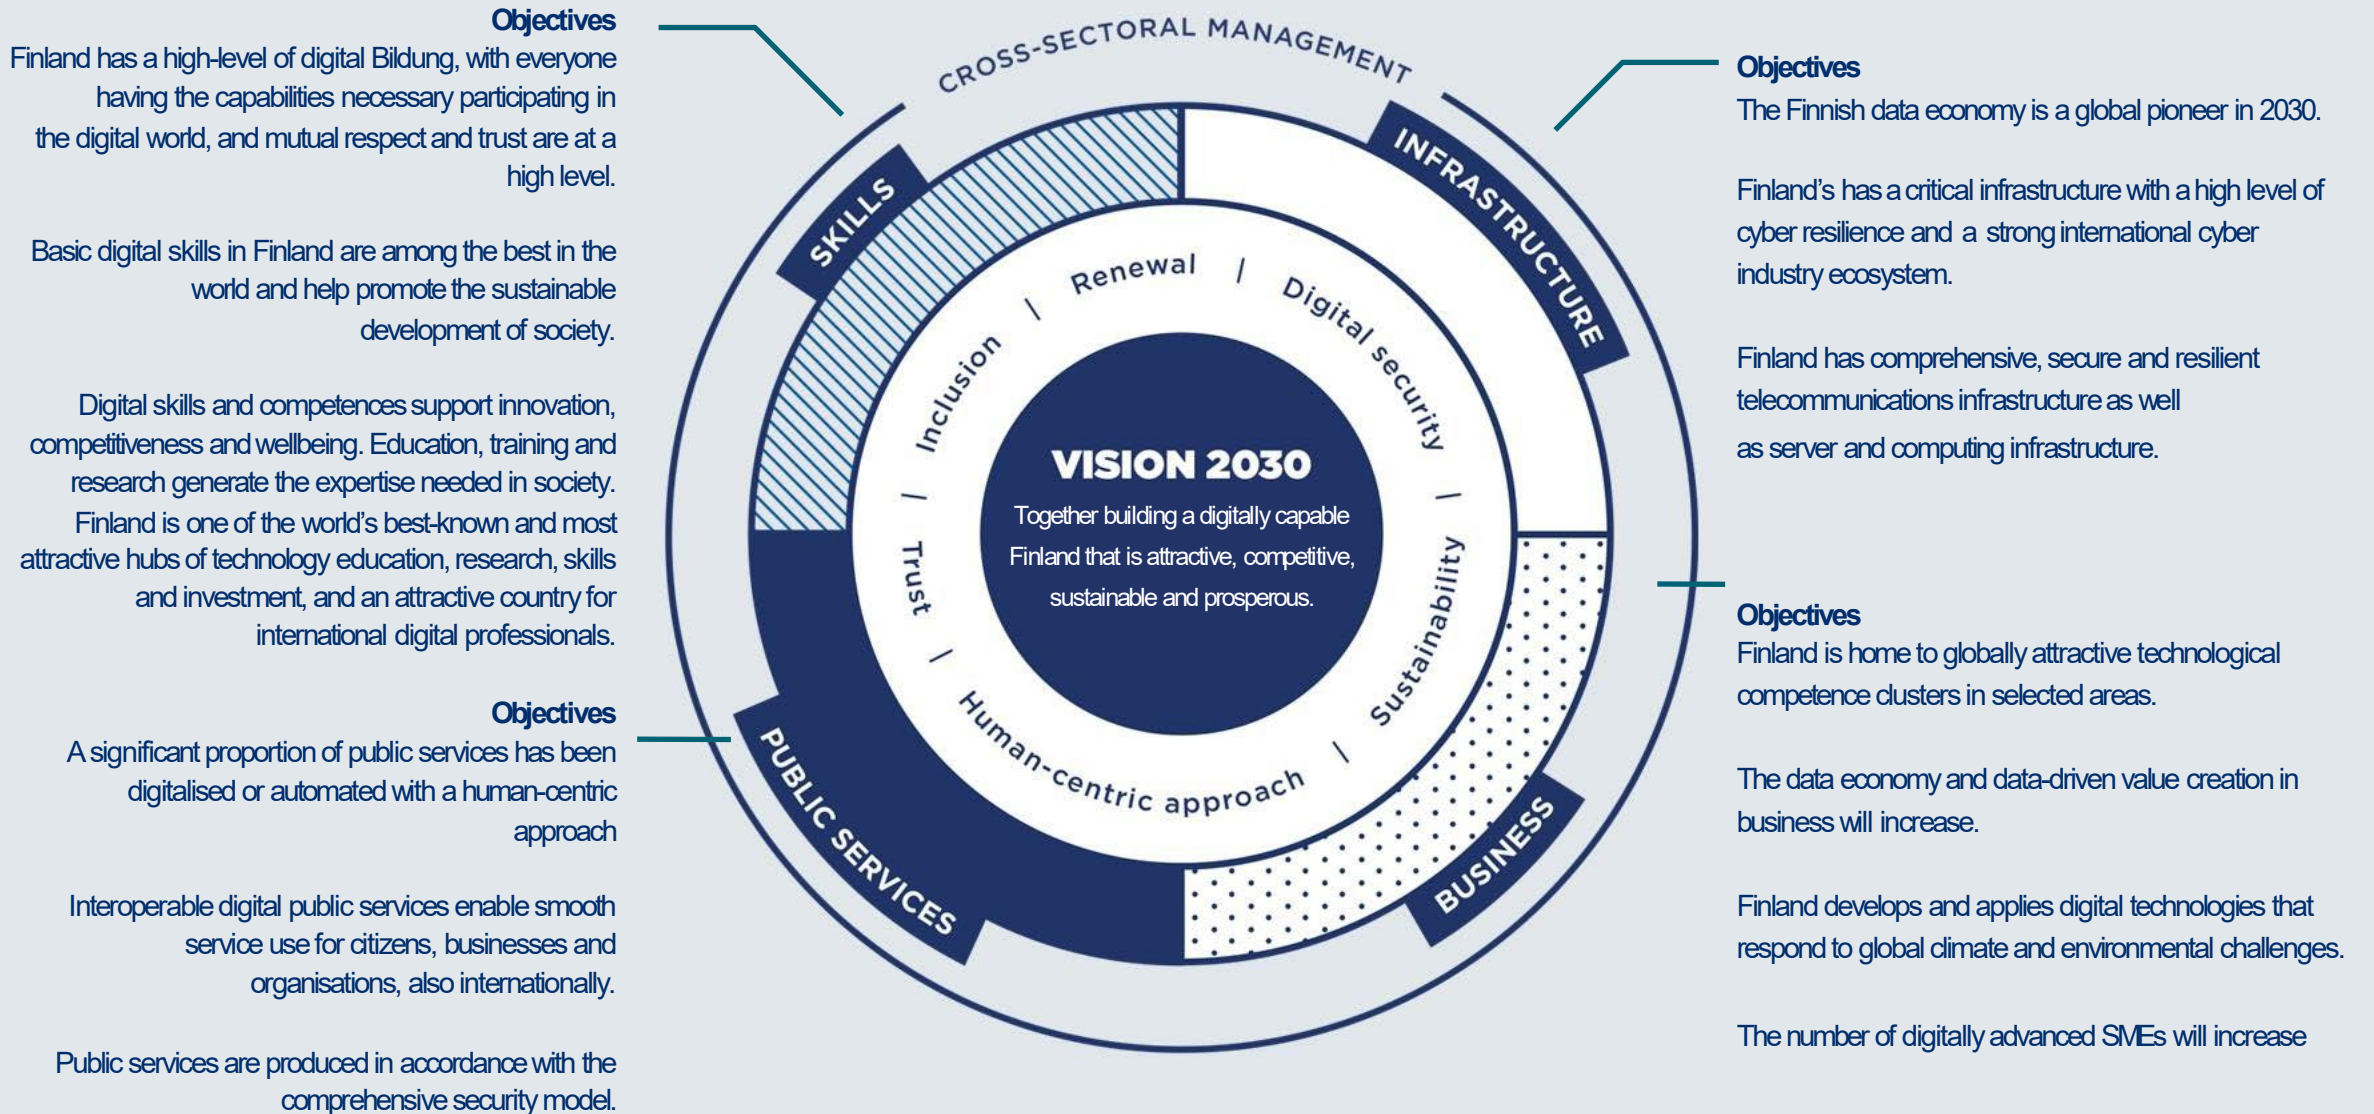 Objectives
Finland has a high-level of digital Bildung, with everyone
having the capabilities necessary participating in
the digital world, and mutual respect and trust are at a
high level.
Basic digital skills in Finland are among the best in the
world and help promote the sustainable
development of society.
Digital skills and competences support innovation,
competitiveness and wellbeing. Education, training and
research generate the expertise needed in society.
Finland is one of the world's best-known and most
attractive hubs of technology education, research, skills
and investment, and an attractive country for
international digital professionals.
Objectives
A significant proportion of public services has been
digitalised or automated with a human-centric
approach
Interoperable digital public services enable smooth
service use for citizens, businesses and
organisations, also internationally.
Public services are produced in accordance with the
comprehensive security model.
CROSS-SECTORAL MANAGEMENT
SKILLS
INFRASTRUCTURE
BUSINESS
PUBLIC SERVICES
Renewal |
Digital security |
Sustainability |
Human-centric approach |
Trust |
Inclusion |
VISION 2030
Together building a digitally capable
Finland that is attractive, competitive,
sustainable and prosperous.
Objectives
The Finnish data economy is a global pioneer in 2030.
Finland's has a critical infrastructure with a high level of
cyber resilience and a strong international cyber
industry ecosystem.
Finland has comprehensive, secure and resilient
telecommunications infrastructure as well
as server and computing infrastructure.
Objectives
Finland is home to globally attractive technological
competence clusters in selected areas.
The data economy and data-driven value creation in
business will increase.
Finland develops and applies digital technologies that
respond to global climate and environmental challenges.
The number of digitally advanced SMEs will increase